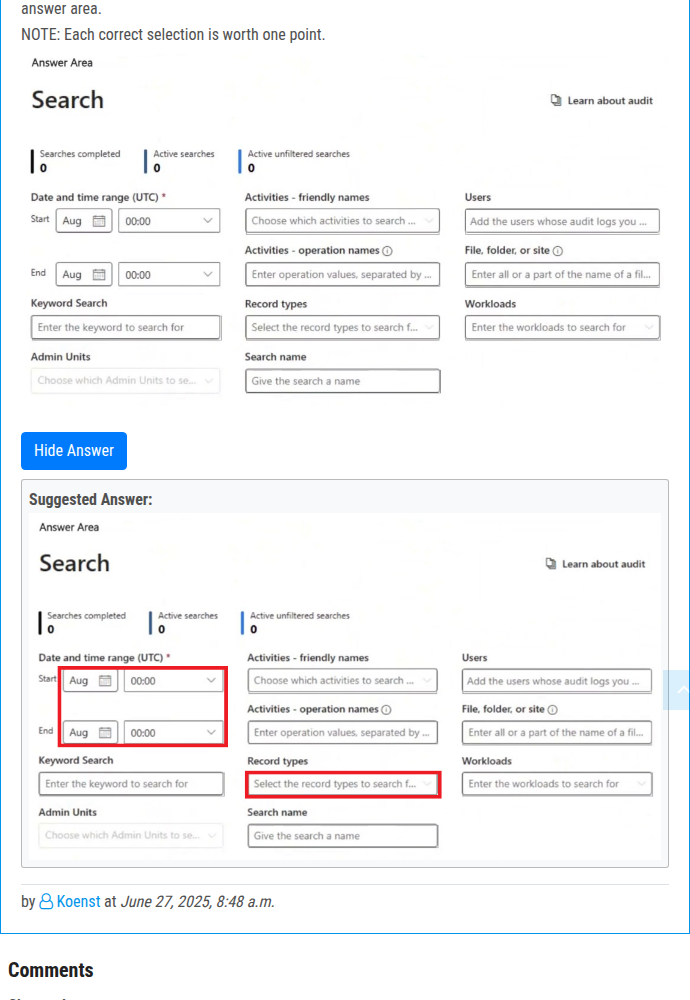 answer area.
NOTE: Each correct selection is worth one point.
Answer Area
Search
Learn about audit
Searches completed
0
Active searches
0
Active unfiltered searches
0
Date and time range (UTC) *
Activities - friendly names
Users
Start Aug 00:00
Choose which activities to search ...
Add the users whose audit logs you ...
Activities - operation names
File, folder, or site
End Aug 00:00
Enter operation values, separated by ...
Enter all or a part of the name of a fil...
Keyword Search
Record types
Workloads
Enter the keyword to search for
Select the record types to search f...
Enter the workloads to search for
Admin Units
Search name
Choose which Admin Units to se...
Give the search a name
Hide Answer
Suggested Answer:
Answer Area
Search
Learn about audit
Searches completed
0
Active searches
0
Active unfiltered searches
0
Date and time range (UTC) *
Activities - friendly names
Users
Start Aug 00:00
Choose which activities to search ...
Add the users whose audit logs you ...
Activities - operation names
File, folder, or site
End Aug 00:00
Enter operation values, separated by ...
Enter all or a part of the name of a fil...
Keyword Search
Record types
Workloads
Enter the keyword to search for
Select the record types to search f...
Enter the workloads to search for
Admin Units
Search name
Choose which Admin Units to se...
Give the search a name
by Koenst at June 27, 2025, 8:48 a.m.
Comments